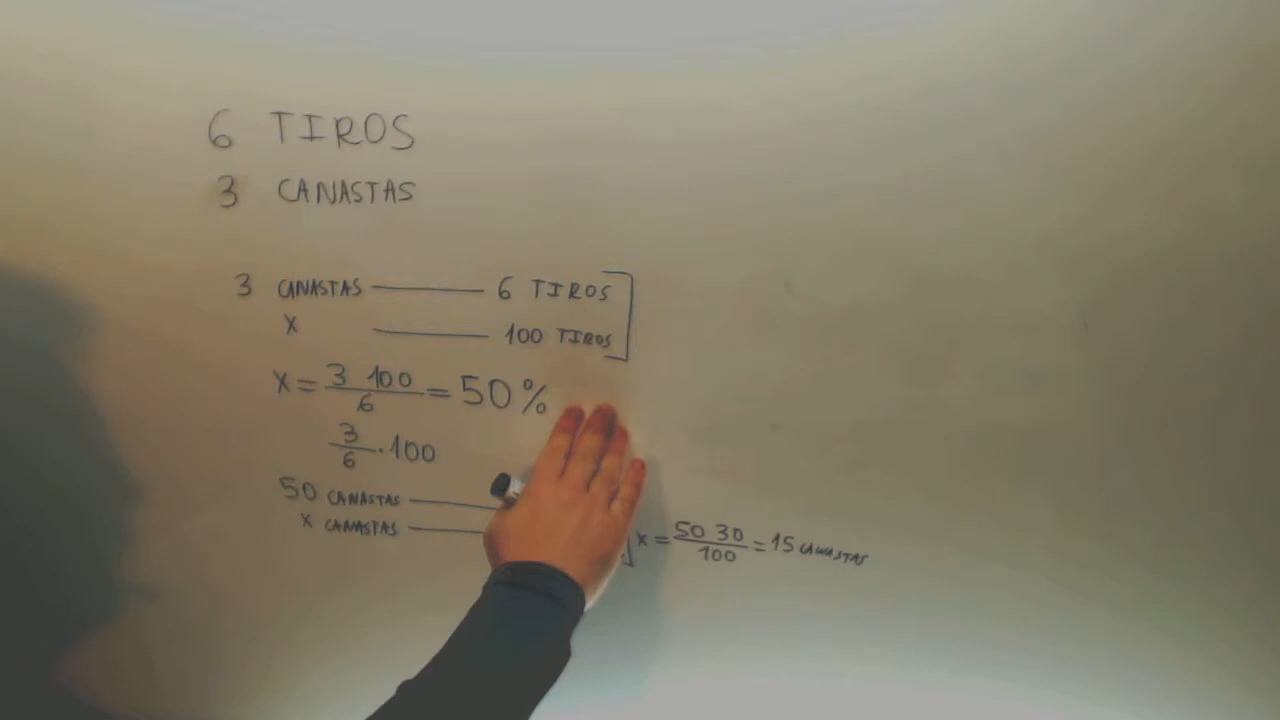 6 TIROS
3 CANASTAS
3 CANASTAS — 6 TIROS
X — 100 TIROS
X = 3 100 / 6 = 50%
3/6 · 100
50 CANASTAS —
X CANASTAS —
X = 50 30 / 100 = 15 CANASTAS